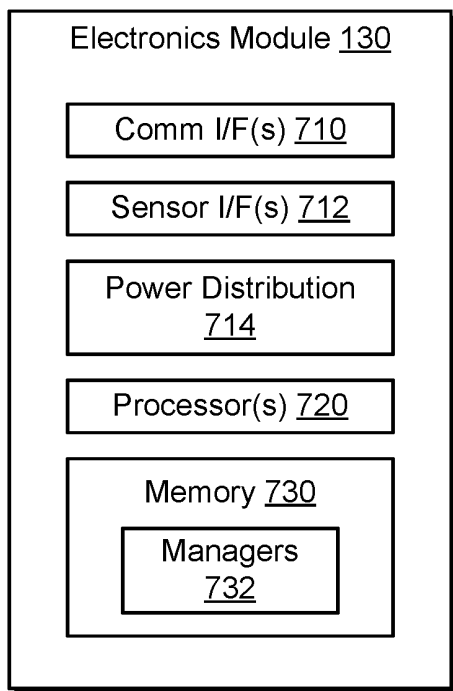 Electronics Module 130
Comm I/F(s) 710
Sensor I/F(s) 712
Power Distribution
714
Processor(s) 720
Memory 730
Managers
732